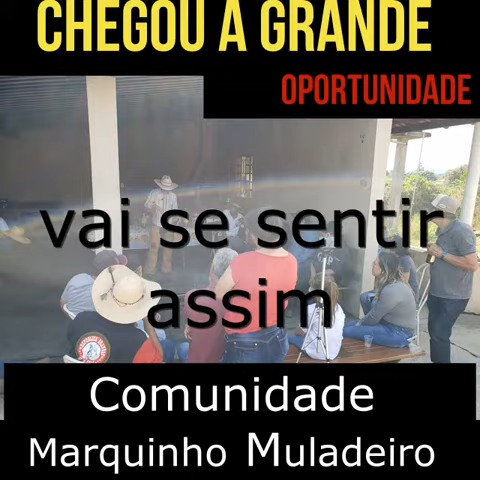 CHEGOU A GRANDE
OPORTUNIDADE
vai se sentir
assim
Comunidade
Marquinho Muladeiro